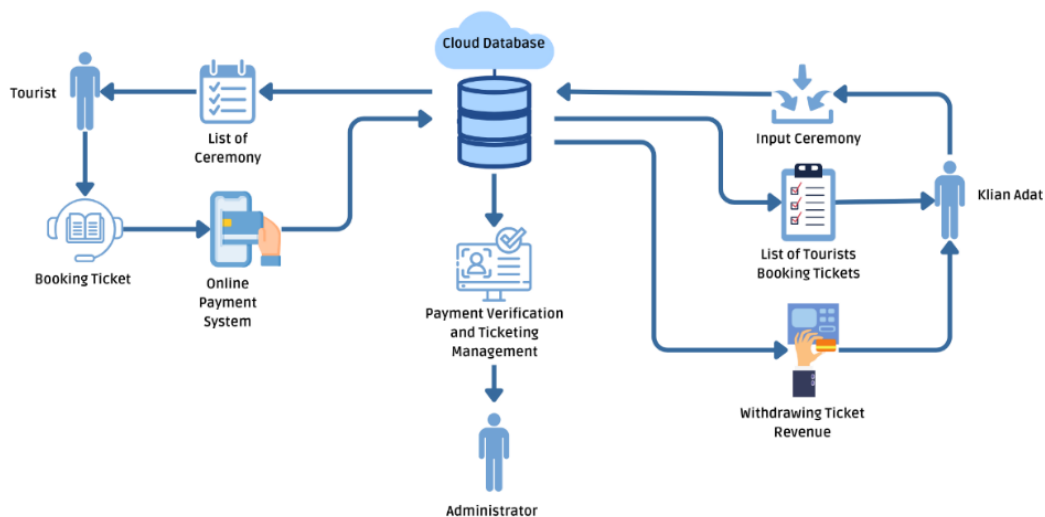 Cloud Database
Tourist
List of
Ceremony
Input Ceremony
Klian Adat
Booking Ticket
Online
Payment
System
List of Tourists
Booking Tickets
Payment Verification
and Ticketing
Management
Withdrawing Ticket
Revenue
Administrator